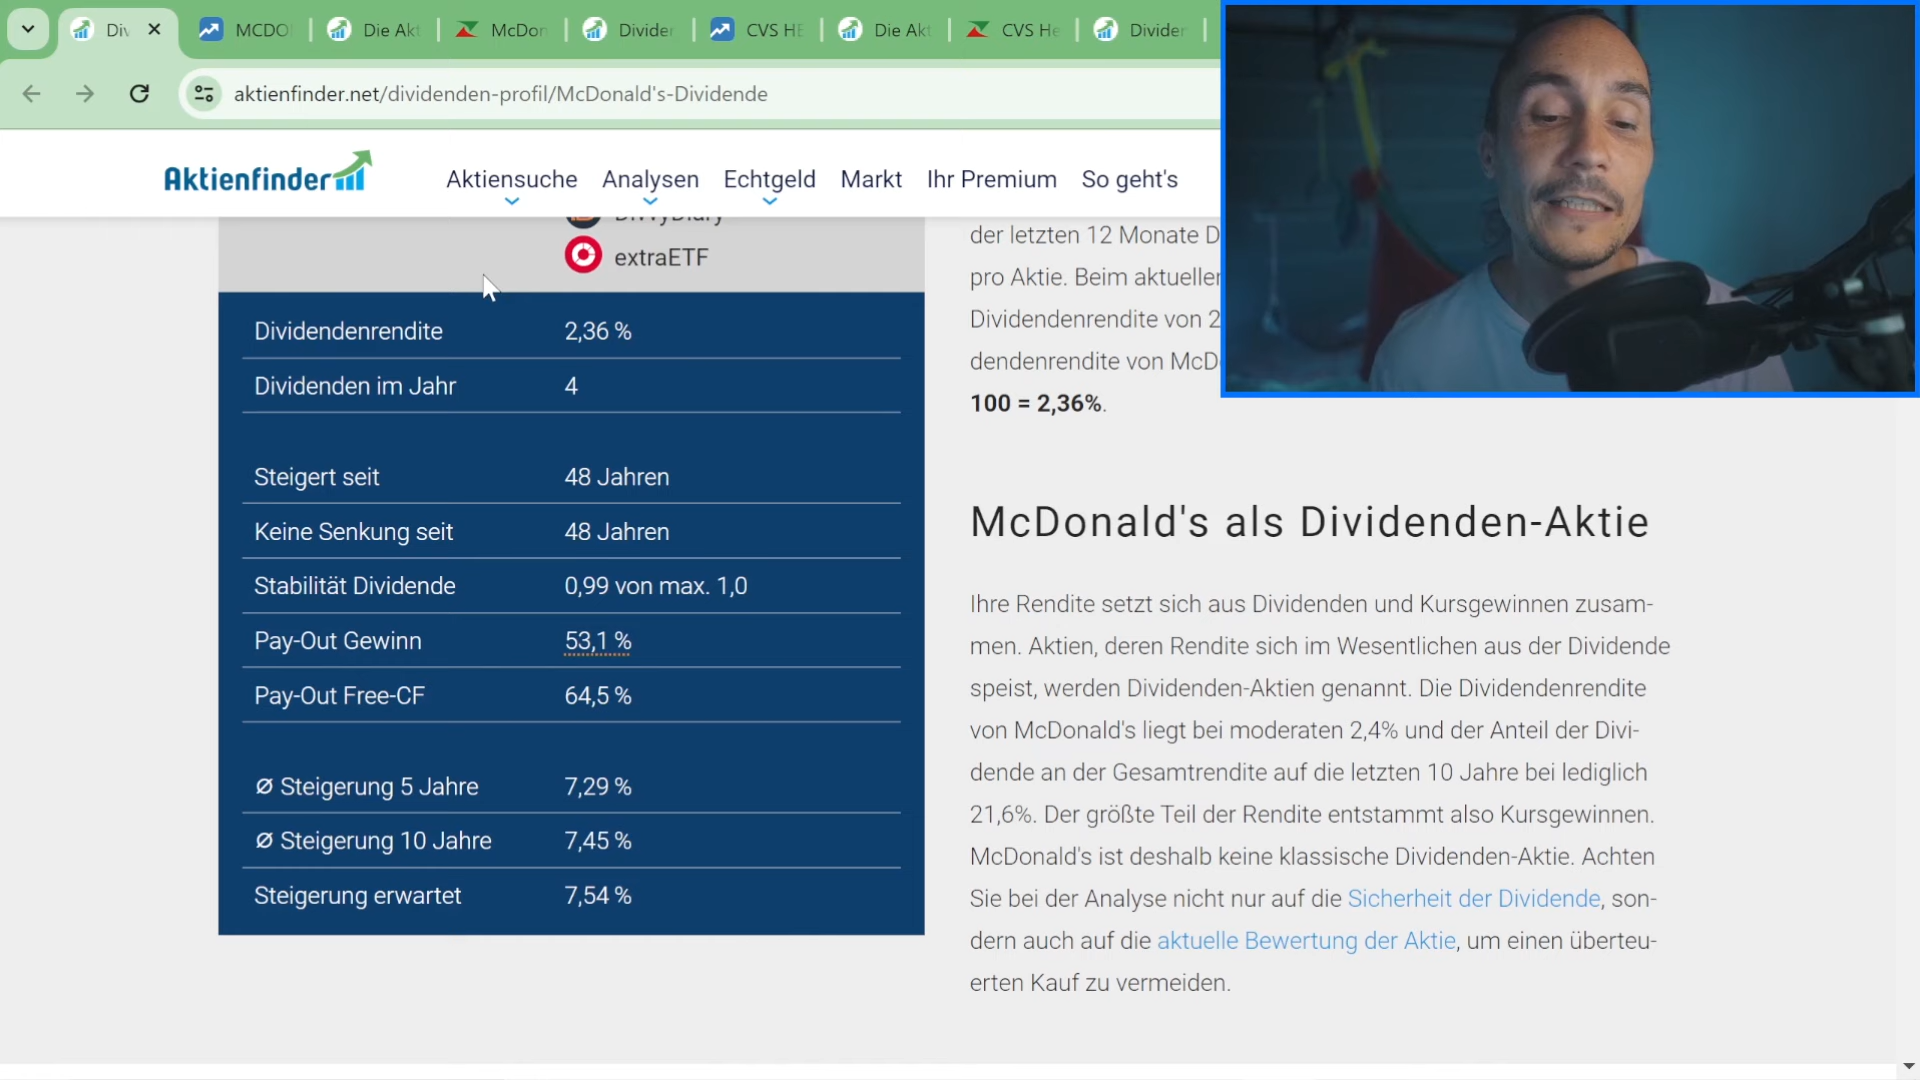 Div
MCDO
Die Akt
McDon
Divider
CVS HE
Die Akt
CVS He
Divider
aktienfinder.net/dividenden-profil/McDonald's-Dividende
Aktienfinder
Aktiensuche Analysen Echtgeld Markt Ihr Premium So geht's
DivvyDiary
extraETF
Dividendenrendite 2,36 %
Dividenden im Jahr 4
Steigert seit 48 Jahren
Keine Senkung seit 48 Jahren
Stabilität Dividende 0,99 von max. 1,0
Pay-Out Gewinn 53,1 %
Pay-Out Free-CF 64,5 %
Ø Steigerung 5 Jahre 7,29 %
Ø Steigerung 10 Jahre 7,45 %
Steigerung erwartet 7,54 %
der letzten 12 Monate D
pro Aktie. Beim aktueller
Dividendenrendite von 2
dendenrendite von McDo
100 = 2,36%.
McDonald's als Dividenden-Aktie
Ihre Rendite setzt sich aus Dividenden und Kursgewinnen zusam-
men. Aktien, deren Rendite sich im Wesentlichen aus der Dividende
speist, werden Dividenden-Aktien genannt. Die Dividendenrendite
von McDonald's liegt bei moderaten 2,4% und der Anteil der Divi-
dende an der Gesamtrendite auf die letzten 10 Jahre bei lediglich
21,6%. Der größte Teil der Rendite entstammt also Kursgewinnen.
McDonald's ist deshalb keine klassische Dividenden-Aktie. Achten
Sie bei der Analyse nicht nur auf die Sicherheit der Dividende, son-
dern auch auf die aktuelle Bewertung der Aktie, um einen überteu-
erten Kauf zu vermeiden.